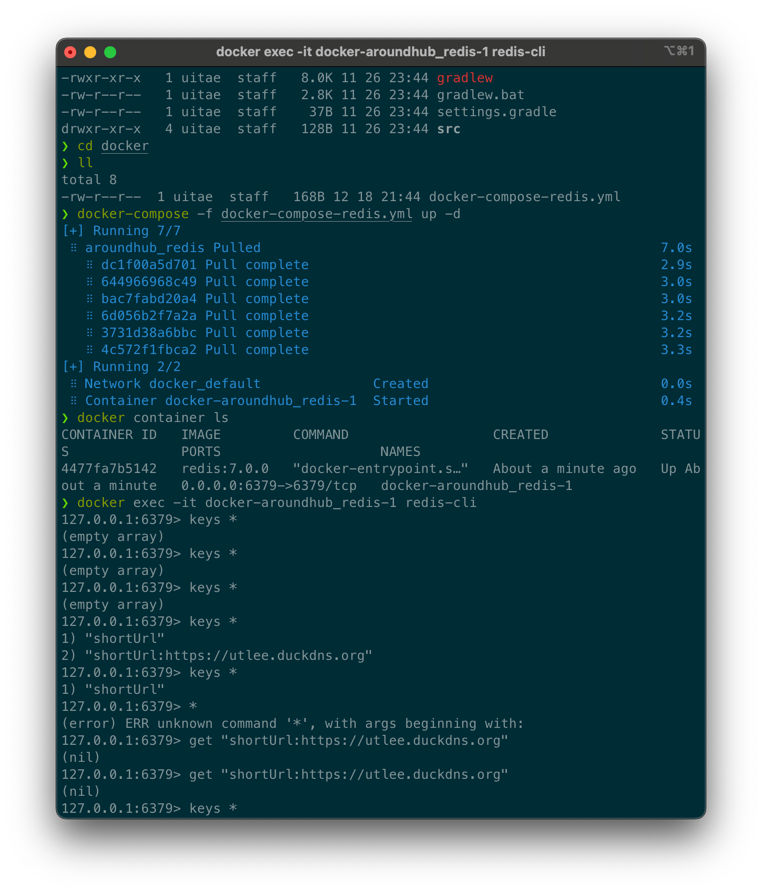 docker exec -it docker-aroundhub_redis-1 redis-cli
⌥⌘1
-rwxr-xr-x   1 uitae  staff   8.0K 11 26 23:44 gradlew
-rw-r--r--   1 uitae  staff   2.8K 11 26 23:44 gradlew.bat
-rw-r--r--   1 uitae  staff    37B 11 26 23:44 settings.gradle
drwxr-xr-x   4 uitae  staff   128B 11 26 23:44 src
❯ cd docker
❯ ll
total 8
-rw-r--r--  1 uitae  staff   168B 12 18 21:44 docker-compose-redis.yml
❯ docker-compose -f docker-compose-redis.yml up -d
[+] Running 7/7
⠿ aroundhub_redis Pulled 7.0s
⠿ dc1f00a5d701 Pull complete 2.9s
⠿ 644966968c49 Pull complete 3.0s
⠿ bac7fabd20a4 Pull complete 3.0s
⠿ 6d056b2f7a2a Pull complete 3.2s
⠿ 3731d38a6bbc Pull complete 3.2s
⠿ 4c572f1fbca2 Pull complete 3.3s
[+] Running 2/2
⠿ Network docker_default Created 0.0s
⠿ Container docker-aroundhub_redis-1 Started 0.4s
❯ docker container ls
CONTAINER ID   IMAGE         COMMAND                  CREATED              STATU
S              PORTS                    NAMES
4477fa7b5142   redis:7.0.0   "docker-entrypoint.s…"   About a minute ago   Up Ab
out a minute   0.0.0.0:6379->6379/tcp   docker-aroundhub_redis-1
❯ docker exec -it docker-aroundhub_redis-1 redis-cli
127.0.0.1:6379> keys *
(empty array)
127.0.0.1:6379> keys *
(empty array)
127.0.0.1:6379> keys *
(empty array)
127.0.0.1:6379> keys *
1) "shortUrl"
2) "shortUrl:https://utlee.duckdns.org"
127.0.0.1:6379> keys *
1) "shortUrl"
127.0.0.1:6379> *
(error) ERR unknown command '*', with args beginning with:
127.0.0.1:6379> get "shortUrl:https://utlee.duckdns.org"
(nil)
127.0.0.1:6379> get "shortUrl:https://utlee.duckdns.org"
(nil)
127.0.0.1:6379> keys *